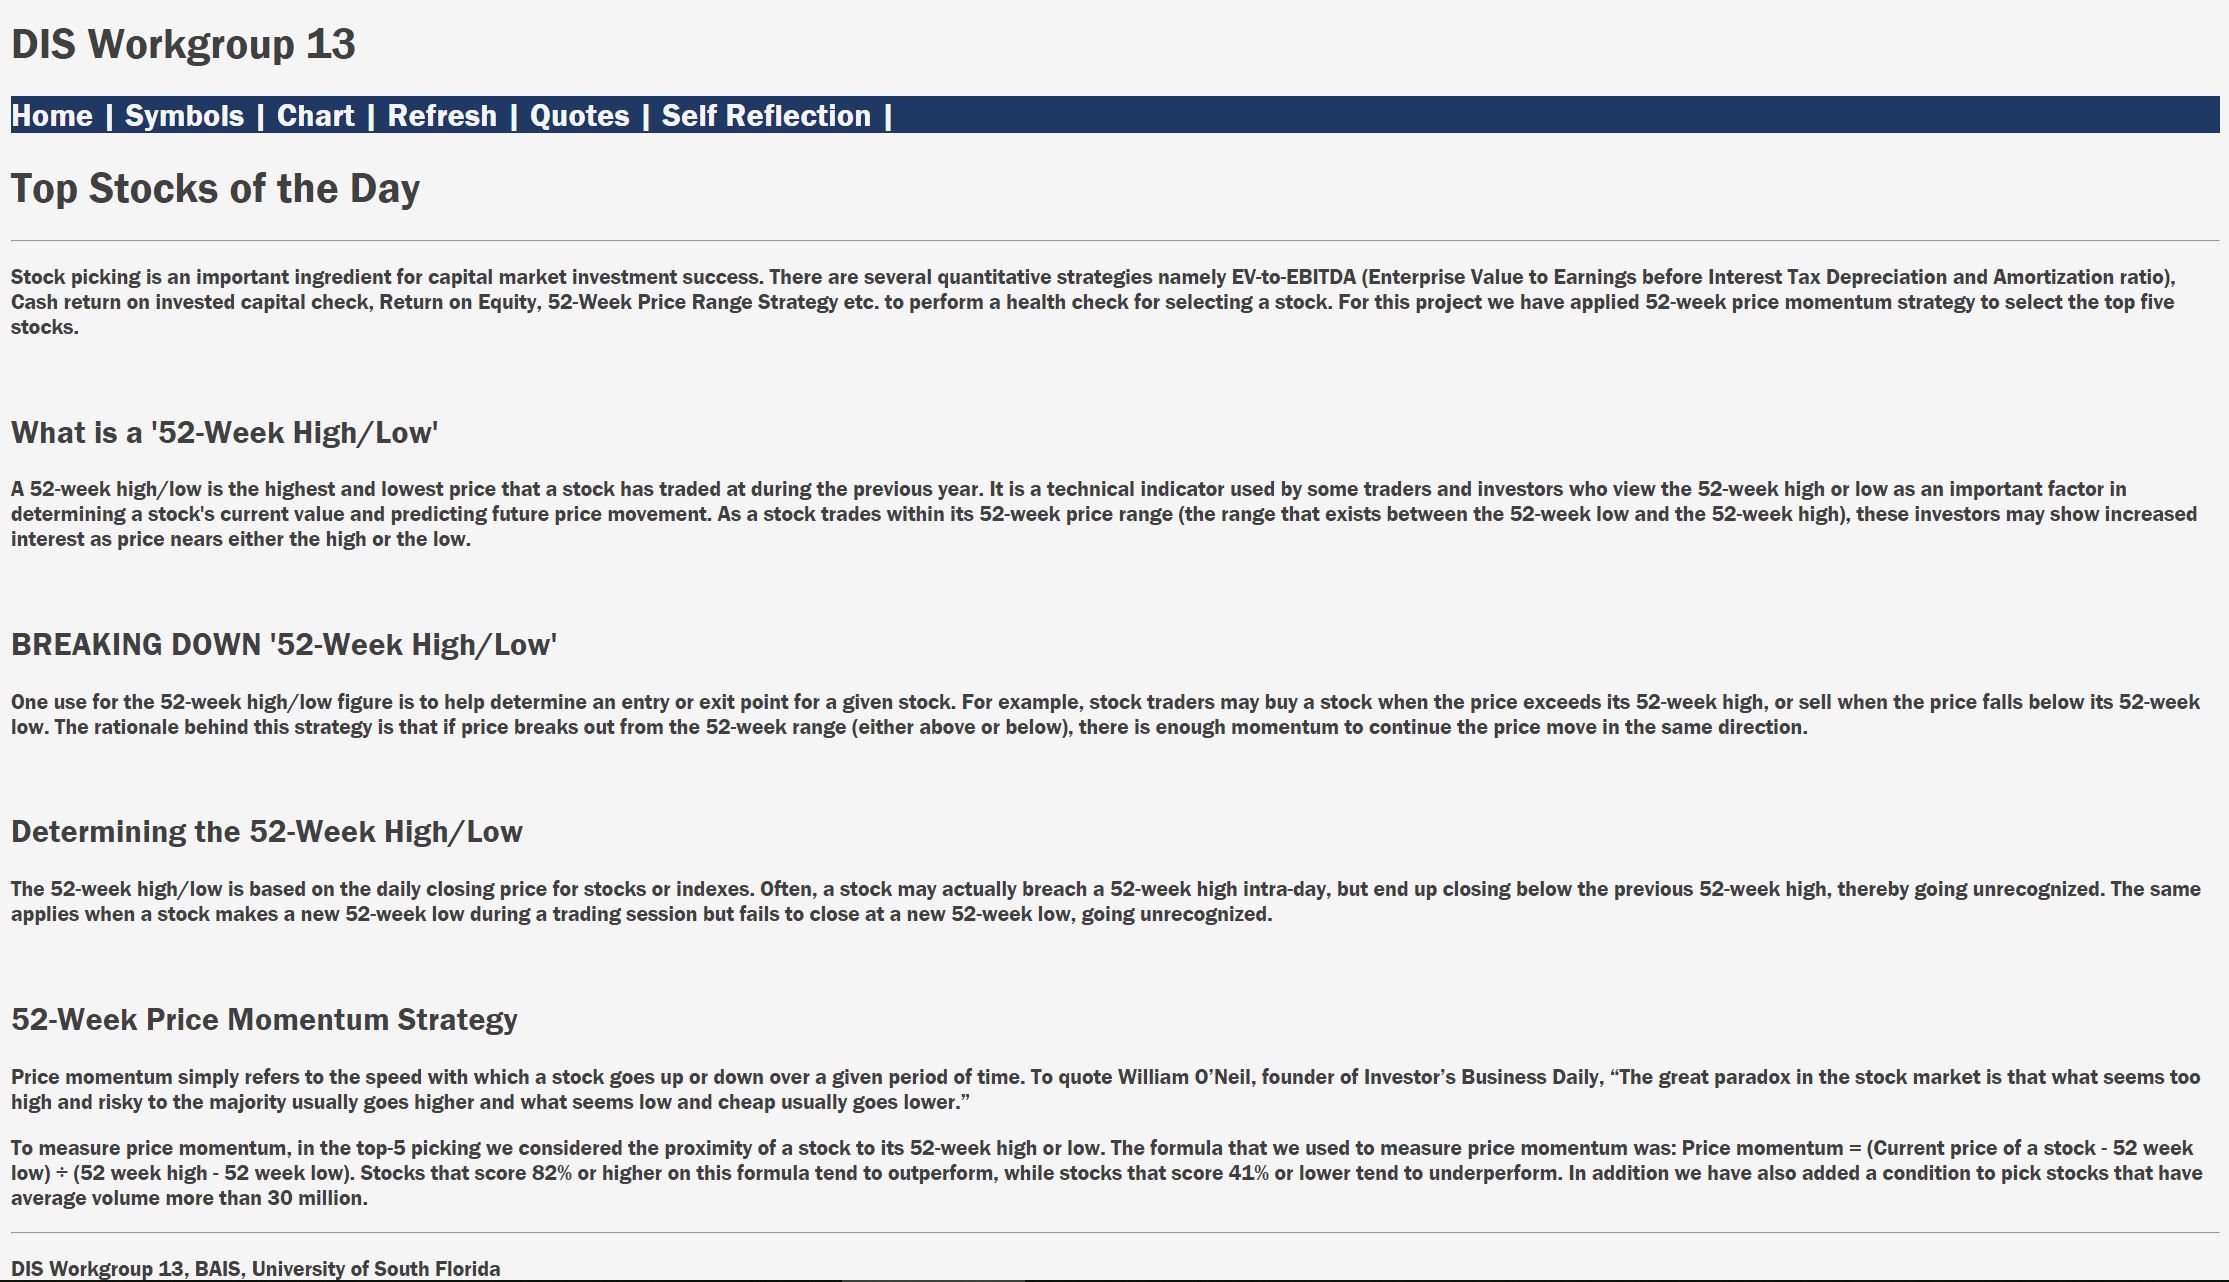 DIS Workgroup 13
Home | Symbols | Chart | Refresh | Quotes | Self Reflection |
Top Stocks of the Day
Stock picking is an important ingredient for capital market investment success. There are several quantitative strategies namely EV-to-EBITDA (Enterprise Value to Earnings before Interest Tax Depreciation and Amortization ratio),
Cash return on invested capital check, Return on Equity, 52-Week Price Range Strategy etc. to perform a health check for selecting a stock. For this project we have applied 52-week price momentum strategy to select the top five
stocks.
What is a '52-Week High/Low'
A 52-week high/low is the highest and lowest price that a stock has traded at during the previous year. It is a technical indicator used by some traders and investors who view the 52-week high or low as an important factor in
determining a stock's current value and predicting future price movement. As a stock trades within its 52-week price range (the range that exists between the 52-week low and the 52-week high), these investors may show increased
interest as price nears either the high or the low.
BREAKING DOWN '52-Week High/Low'
One use for the 52-week high/low figure is to help determine an entry or exit point for a given stock. For example, stock traders may buy a stock when the price exceeds its 52-week high, or sell when the price falls below its 52-week
low. The rationale behind this strategy is that if price breaks out from the 52-week range (either above or below), there is enough momentum to continue the price move in the same direction.
Determining the 52-Week High/Low
The 52-week high/low is based on the daily closing price for stocks or indexes. Often, a stock may actually breach a 52-week high intra-day, but end up closing below the previous 52-week high, thereby going unrecognized. The same
applies when a stock makes a new 52-week low during a trading session but fails to close at a new 52-week low, going unrecognized.
52-Week Price Momentum Strategy
Price momentum simply refers to the speed with which a stock goes up or down over a given period of time. To quote William O’Neil, founder of Investor’s Business Daily, “The great paradox in the stock market is that what seems too
high and risky to the majority usually goes higher and what seems low and cheap usually goes lower.”
To measure price momentum, in the top-5 picking we considered the proximity of a stock to its 52-week high or low. The formula that we used to measure price momentum was: Price momentum = (Current price of a stock - 52 week
low) ÷ (52 week high - 52 week low). Stocks that score 82% or higher on this formula tend to outperform, while stocks that score 41% or lower tend to underperform. In addition we have also added a condition to pick stocks that have
average volume more than 30 million.
DIS Workgroup 13, BAIS, University of South Florida